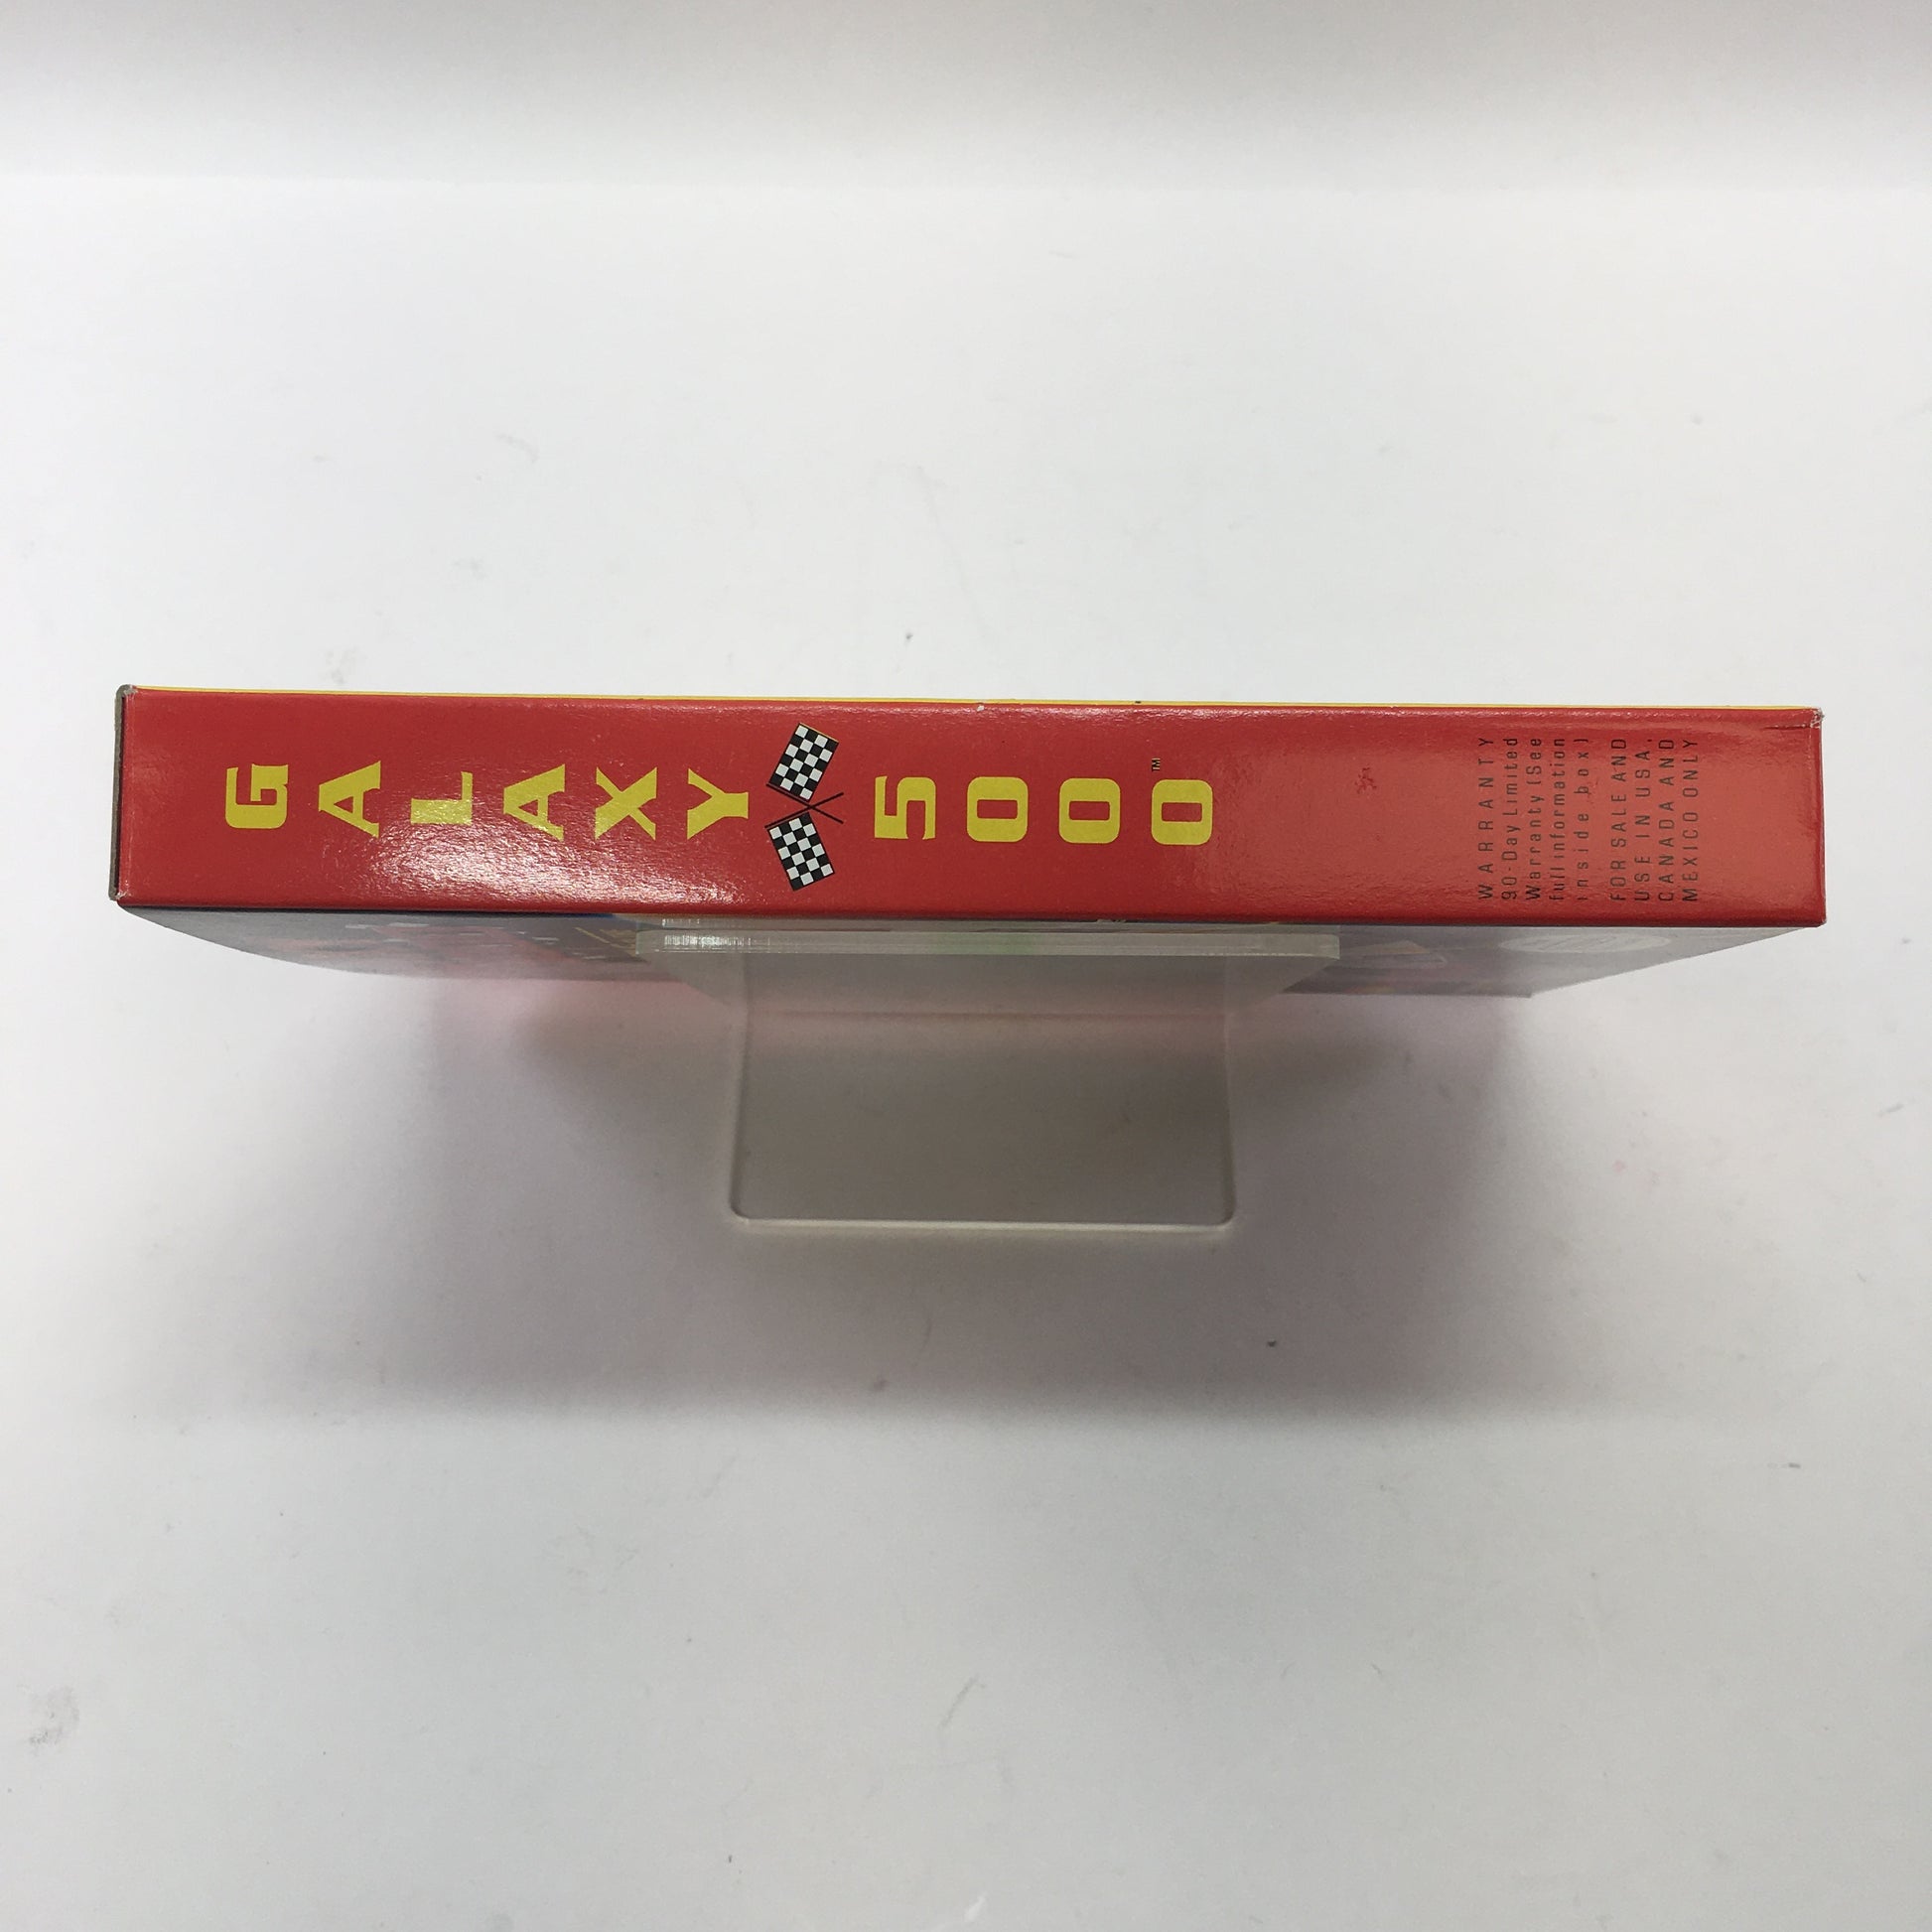 GALAXY 5000™
WARRANTY
90-Day Limited
Warranty (See
full information
inside box)
FOR SALE AND
USE IN USA,
CANADA AND
MEXICO ONLY